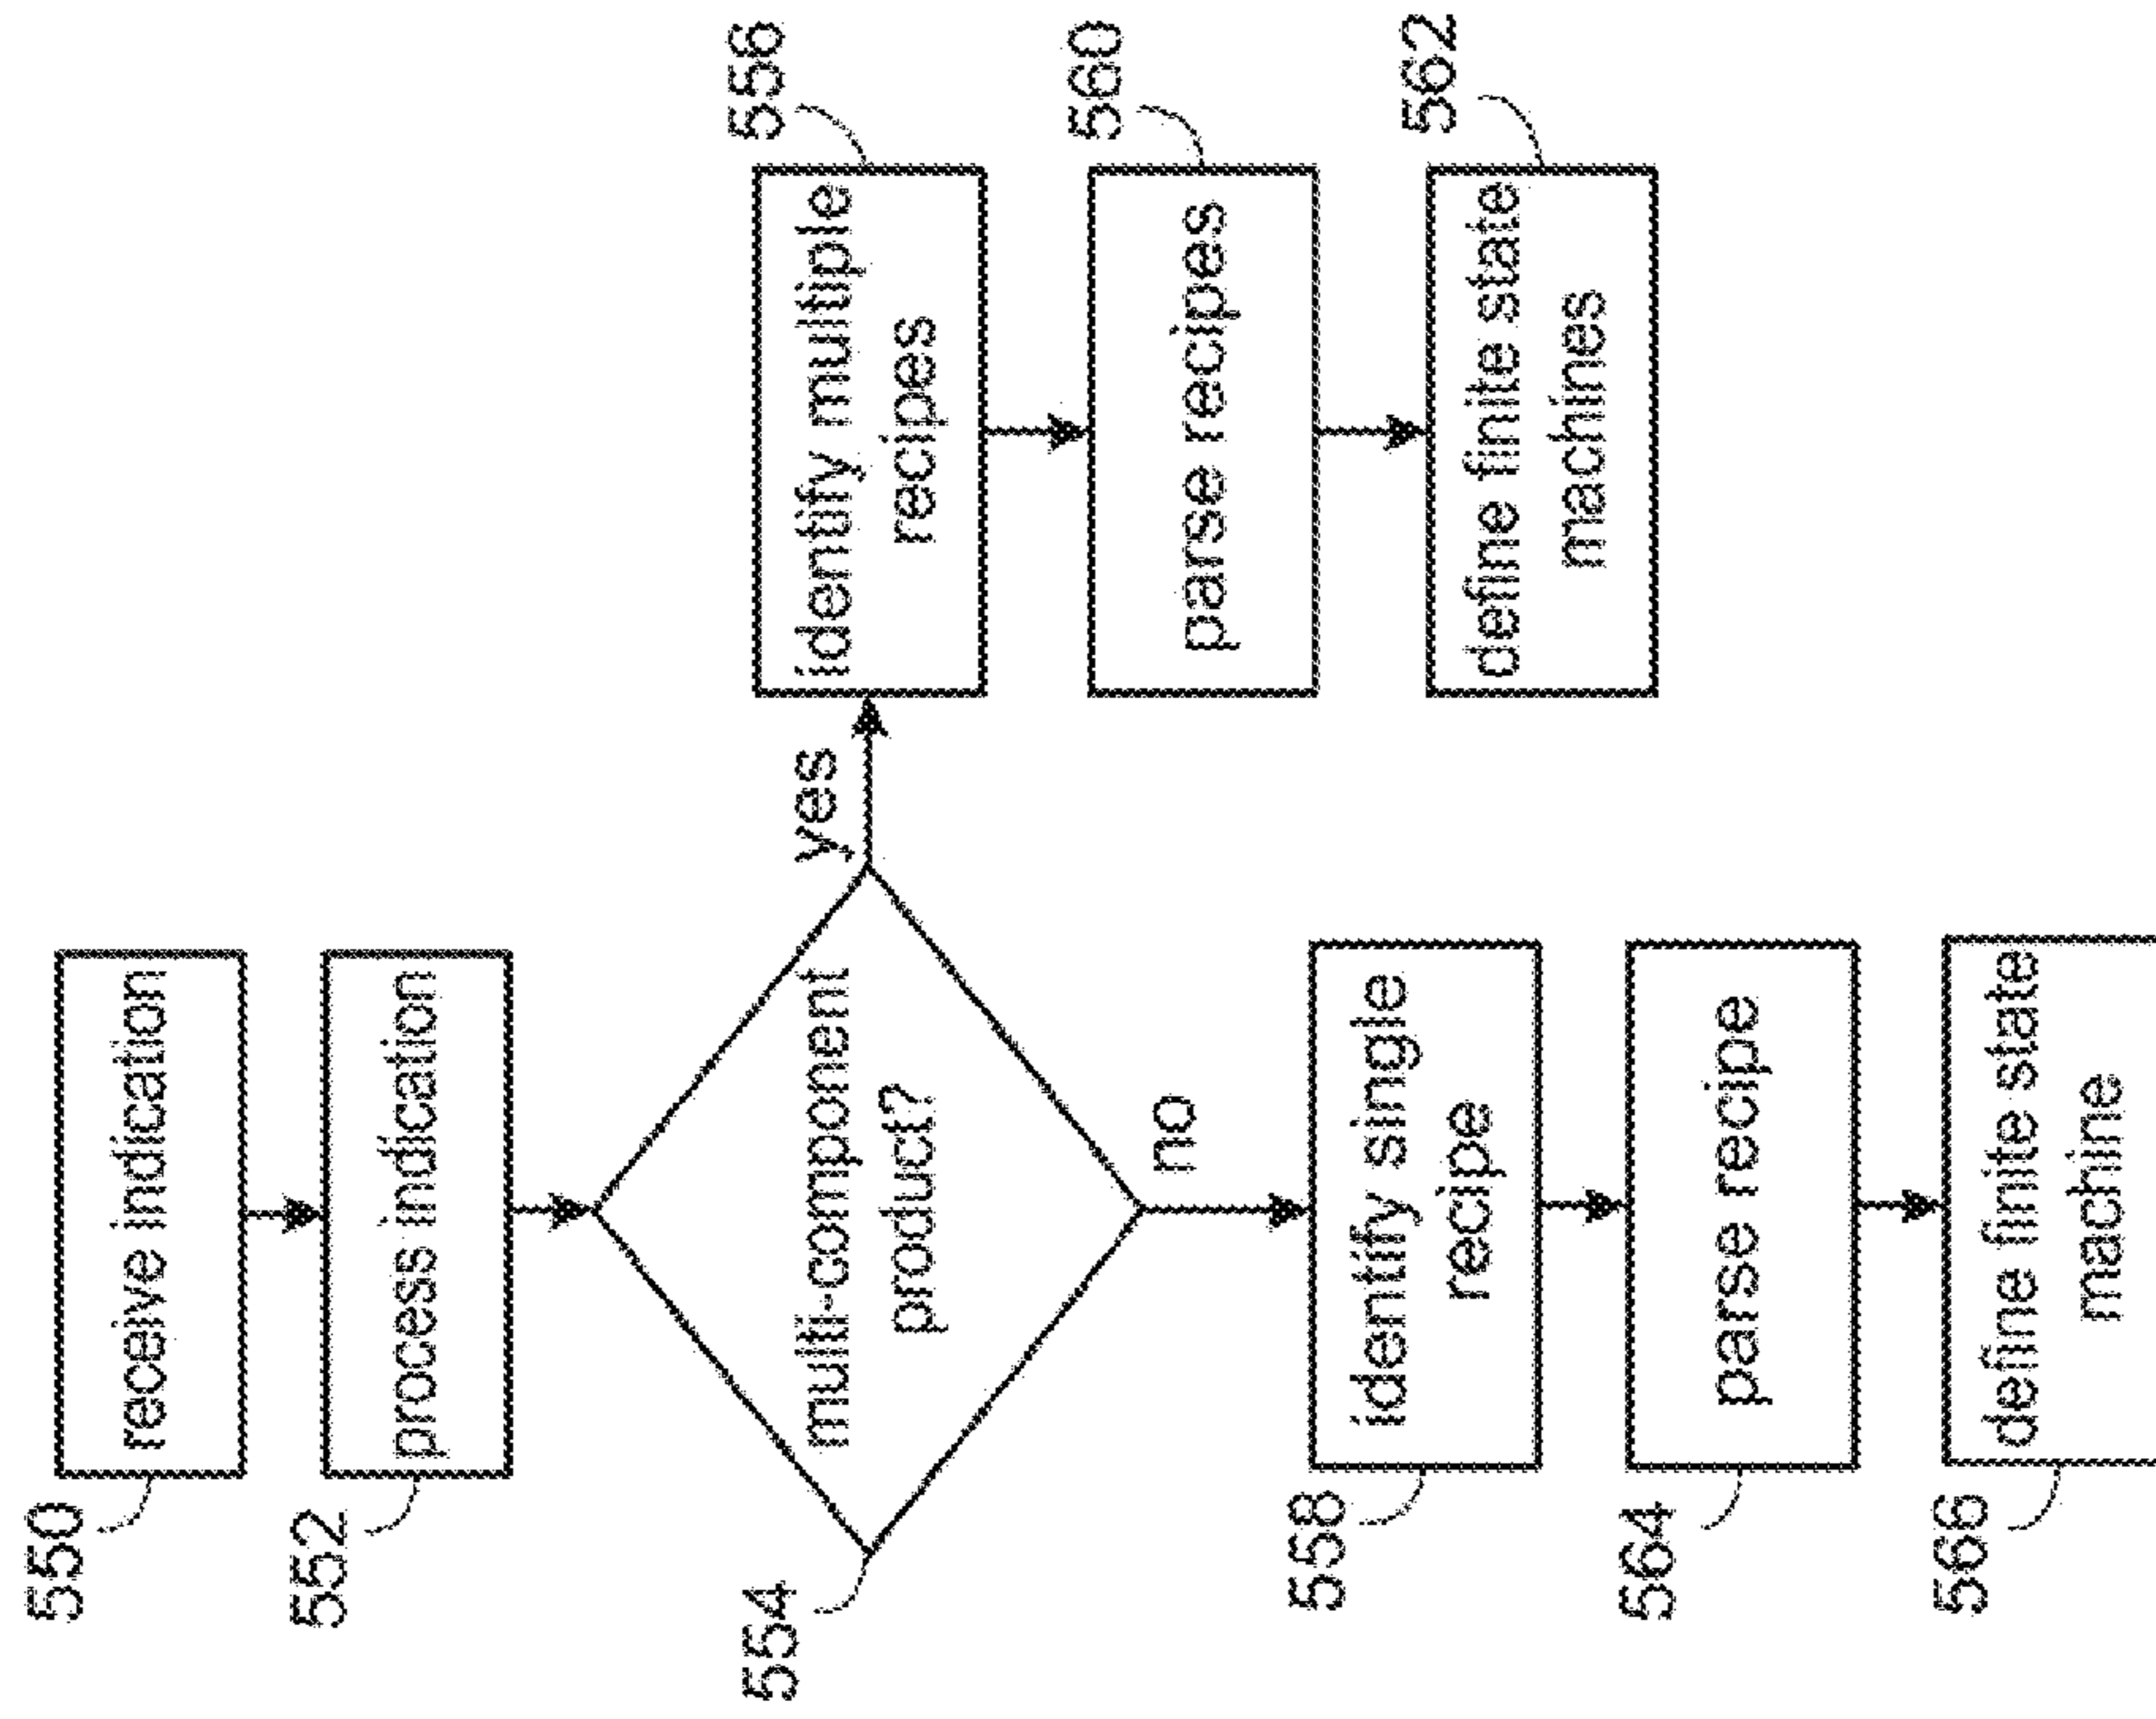 550
receive indication
552
process indication
554
multi-component
product?
yes
556
identify multiple
recipes
560
parse recipes
562
define finite state
machines
no
558
identify single
recipe
564
parse recipe
566
define finite state
machine